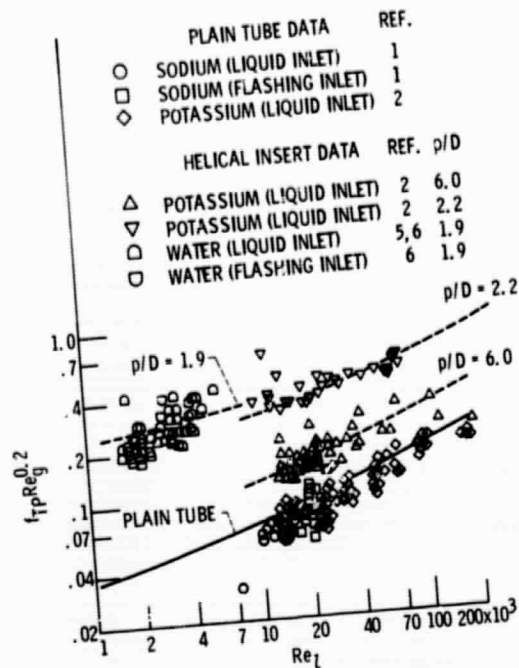 PLAIN TUBE DATA REF.
SODIUM (LIQUID INLET) 1
SODIUM (FLASHING INLET) 1
POTASSIUM (LIQUID INLET) 2
HELICAL INSERT DATA REF. p/D
POTASSIUM (LIQUID INLET) 2 6.0
POTASSIUM (LIQUID INLET) 2 2.2
WATER (LIQUID INLET) 5,6 1.9
WATER (FLASHING INLET) 6 1.9
p/D = 2.2
p/D = 1.9
p/D = 6.0
PLAIN TUBE
1.0
.7
.4
.2
.1
.07
.04
.02
f_TP Re_g^0.2
.1 .2 4 7 10 20 40 70 100 200x10³
1 2
Re_l